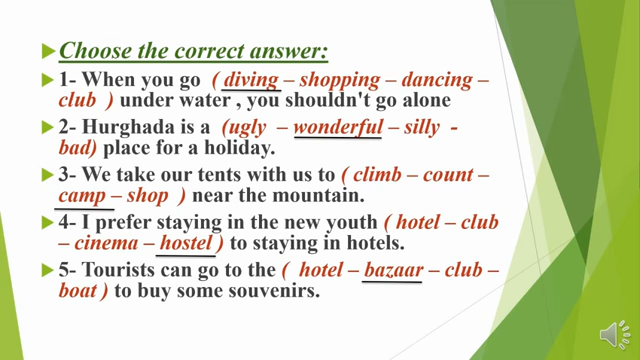 Choose the correct answer:
1- When you go ( diving – shopping – dancing –
club ) under water , you shouldn't go alone
2- Hurghada is a (ugly – wonderful – silly -
bad) place for a holiday.
3- We take our tents with us to ( climb – count –
camp – shop ) near the mountain.
4- I prefer staying in the new youth ( hotel – club
– cinema – hostel ) to staying in hotels.
5- Tourists can go to the ( hotel – bazaar – club –
boat ) to buy some souvenirs.